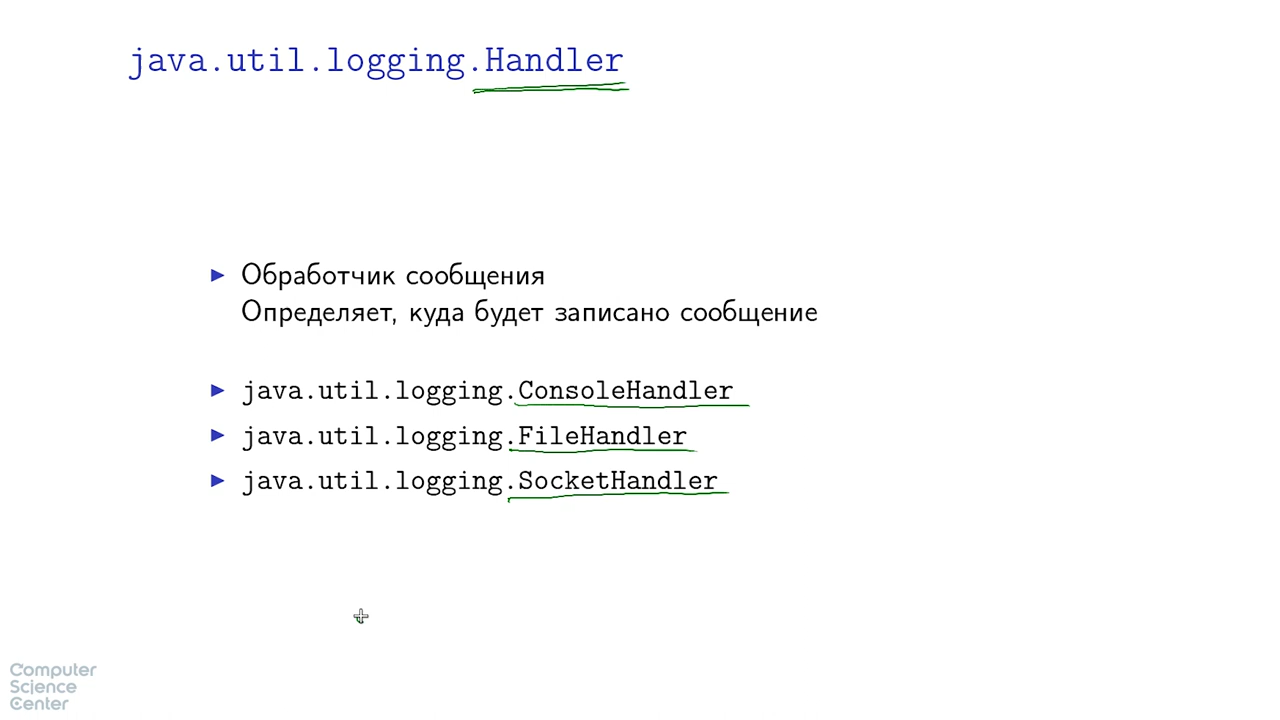 java.util.logging.Handler
Обработчик сообщения
Определяет, куда будет записано сообщение
java.util.logging.ConsoleHandler
java.util.logging.FileHandler
java.util.logging.SocketHandler
Computer
Science
Center